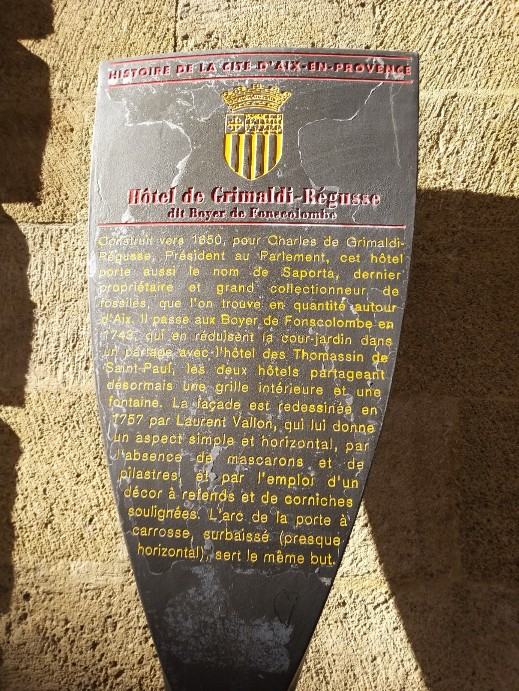 HISTOIRE DE LA CITÉ D'AIX-EN-PROVENCE
Hôtel de Grimaldi-Régusse
dit Boyer de Fonscolombe
Construit vers 1650, pour Charles de Grimaldi-
Régusse, Président au Parlement, cet hôtel
porte aussi le nom de Saporta, dernier
propriétaire et grand collectionneur de
fossiles, que l'on trouve en quantité autour
d'Aix. Il passe aux Boyer de Fonscolombe en
1743, qui en réduisent la cour-jardin dans
un partage avec l'hôtel des Thomassin de
Saint-Paul, les deux hôtels partageant
désormais une grille intérieure et une
fontaine. La façade est redessinée en
1757 par Laurent Vallon, qui lui donne
un aspect simple et horizontal, par
l'absence de mascarons et de
pilastres, et par l'emploi d'un
décor à refends et de corniches
soulignées. L'arc de la porte à
carrosse, surbaissé (presque
horizontal), sert le même but.